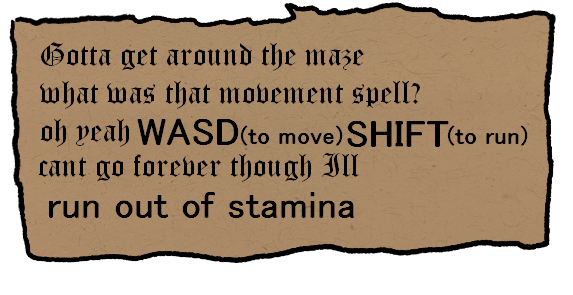 Gotta get around the maze
what was that movement spell?
oh yeah WASD(to move)SHIFT(to run)
cant go forever though Ill
run out of stamina